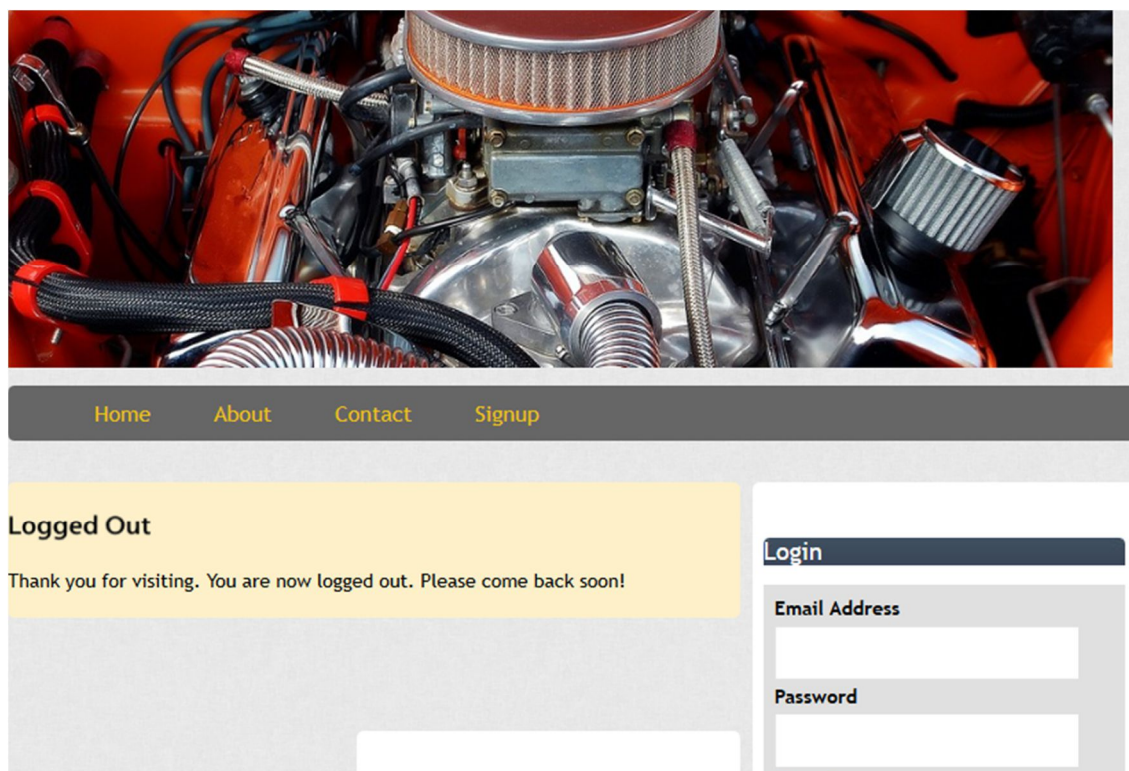 Home About Contact Signup
Logged Out
Thank you for visiting. You are now logged out. Please come back soon!
Login
Email Address
Password